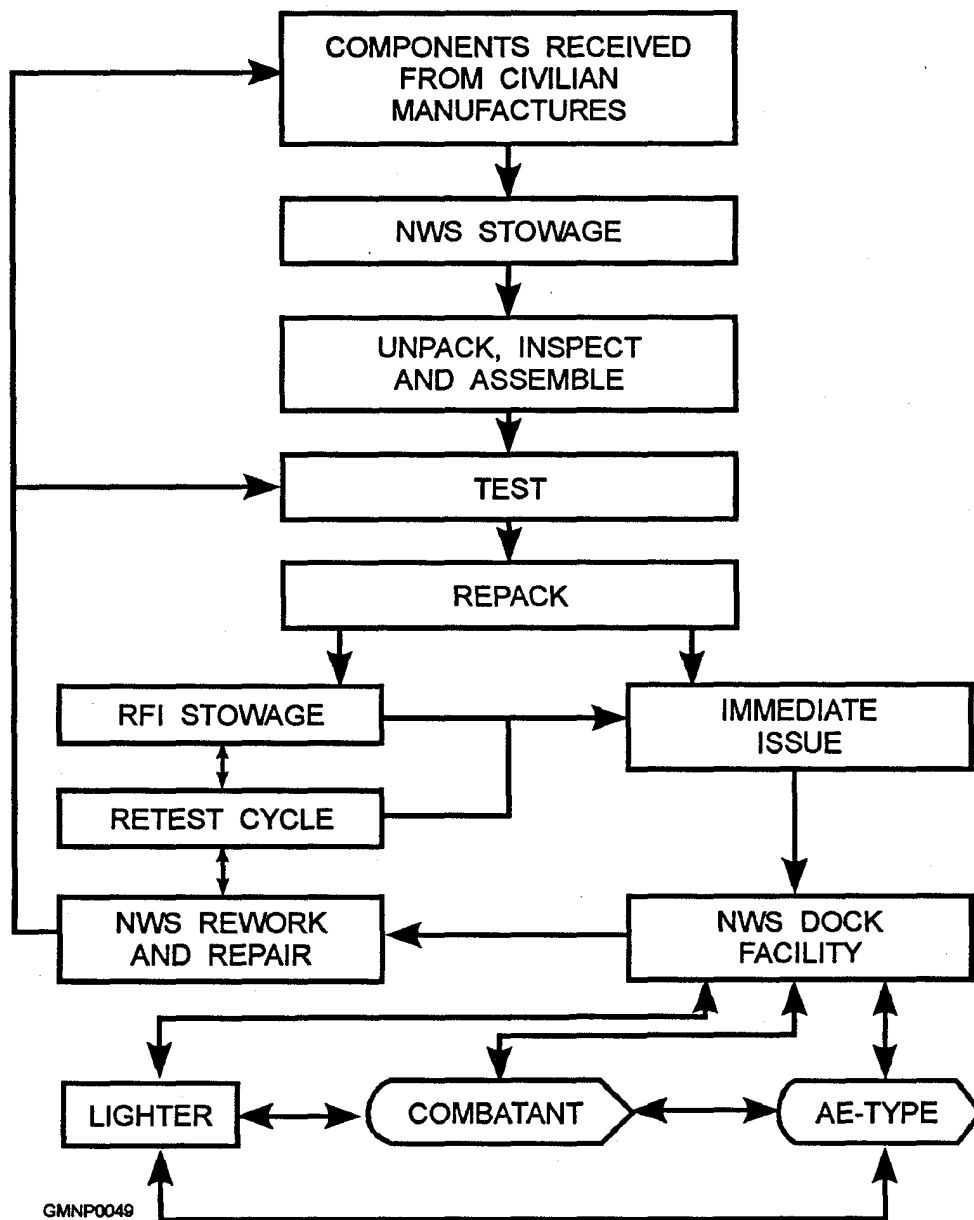 COMPONENTS RECEIVED
FROM CIVILIAN
MANUFACTURES
NWS STOWAGE
UNPACK, INSPECT
AND ASSEMBLE
TEST
REPACK
RFI STOWAGE
IMMEDIATE
ISSUE
RETEST CYCLE
NWS REWORK
AND REPAIR
NWS DOCK
FACILITY
LIGHTER
COMBATANT
AE-TYPE
GMNP0049